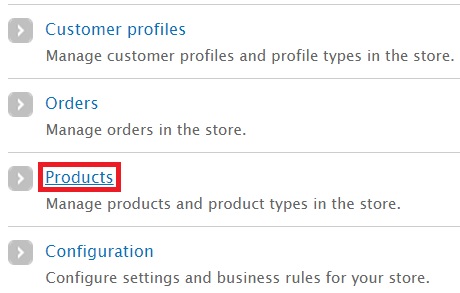 Customer profiles
Manage customer profiles and profile types in the store.
Orders
Manage orders in the store.
Products
Manage products and product types in the store.
Configuration
Configure settings and business rules for your store.